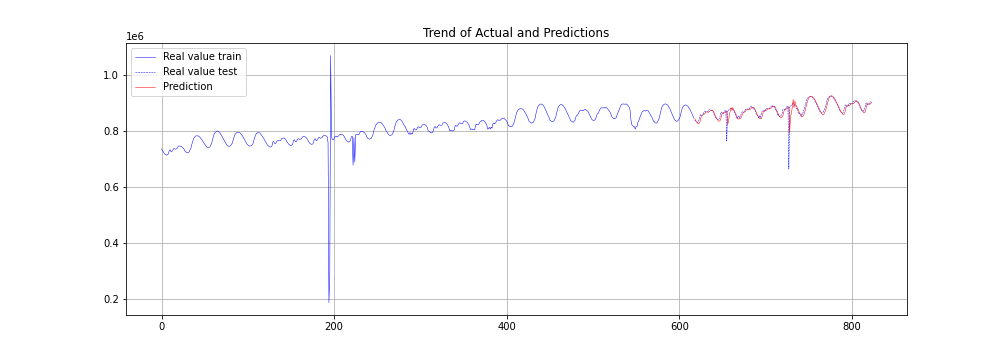 Trend of Actual and Predictions
1e6
Real value train
Real value test
Prediction
1.0
0.8
0.6
0.4
0.2
0 200 400 600 800